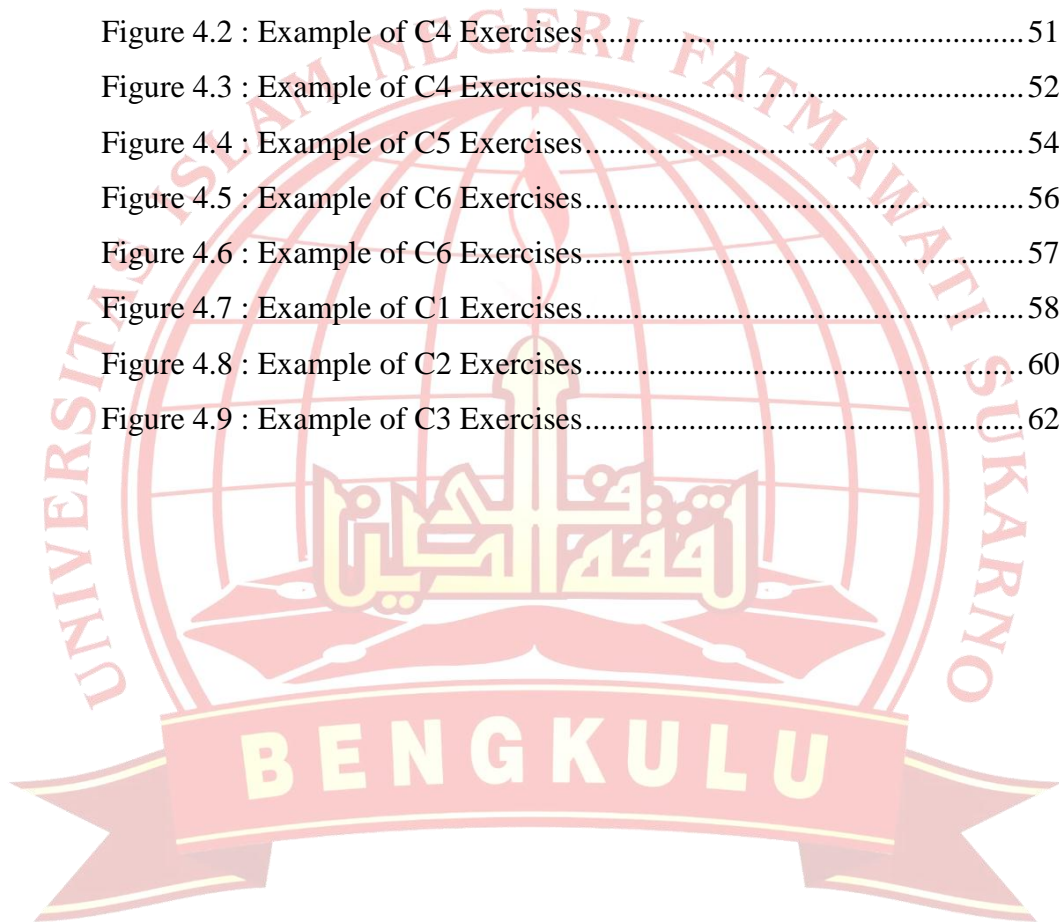 Figure 4.2 : Example of C4 Exercises.......................................................... 51
Figure 4.3 : Example of C4 Exercises.......................................................... 52
Figure 4.4 : Example of C5 Exercises.......................................................... 54
Figure 4.5 : Example of C6 Exercises.......................................................... 56
Figure 4.6 : Example of C6 Exercises.......................................................... 57
Figure 4.7 : Example of C1 Exercises.......................................................... 58
Figure 4.8 : Example of C2 Exercises.......................................................... 60
Figure 4.9 : Example of C3 Exercises.......................................................... 62
UNIVERSITAS ISLAM NEGERI FATMAWATI SUKARNO
BENGKULU